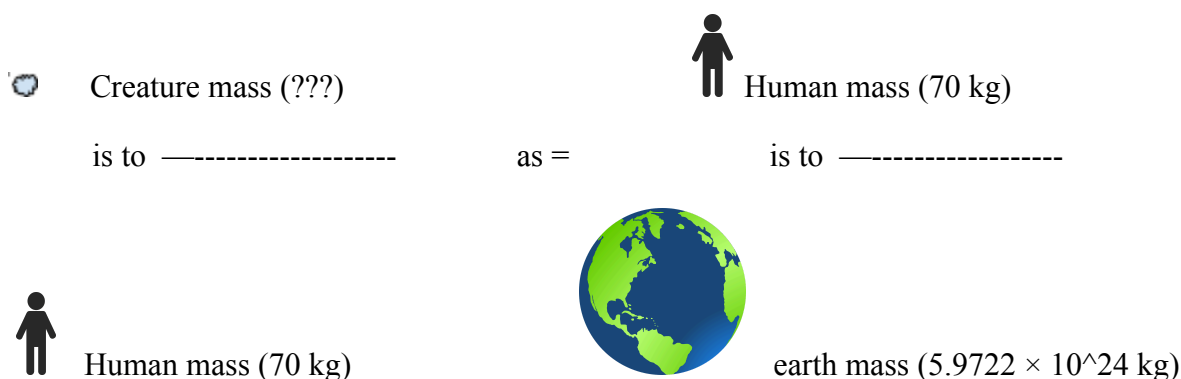 Creature mass (???) Human mass (70 kg)
is to —------------------- as = is to —------------------
Human mass (70 kg) earth mass (5.9722 × 10^24 kg)